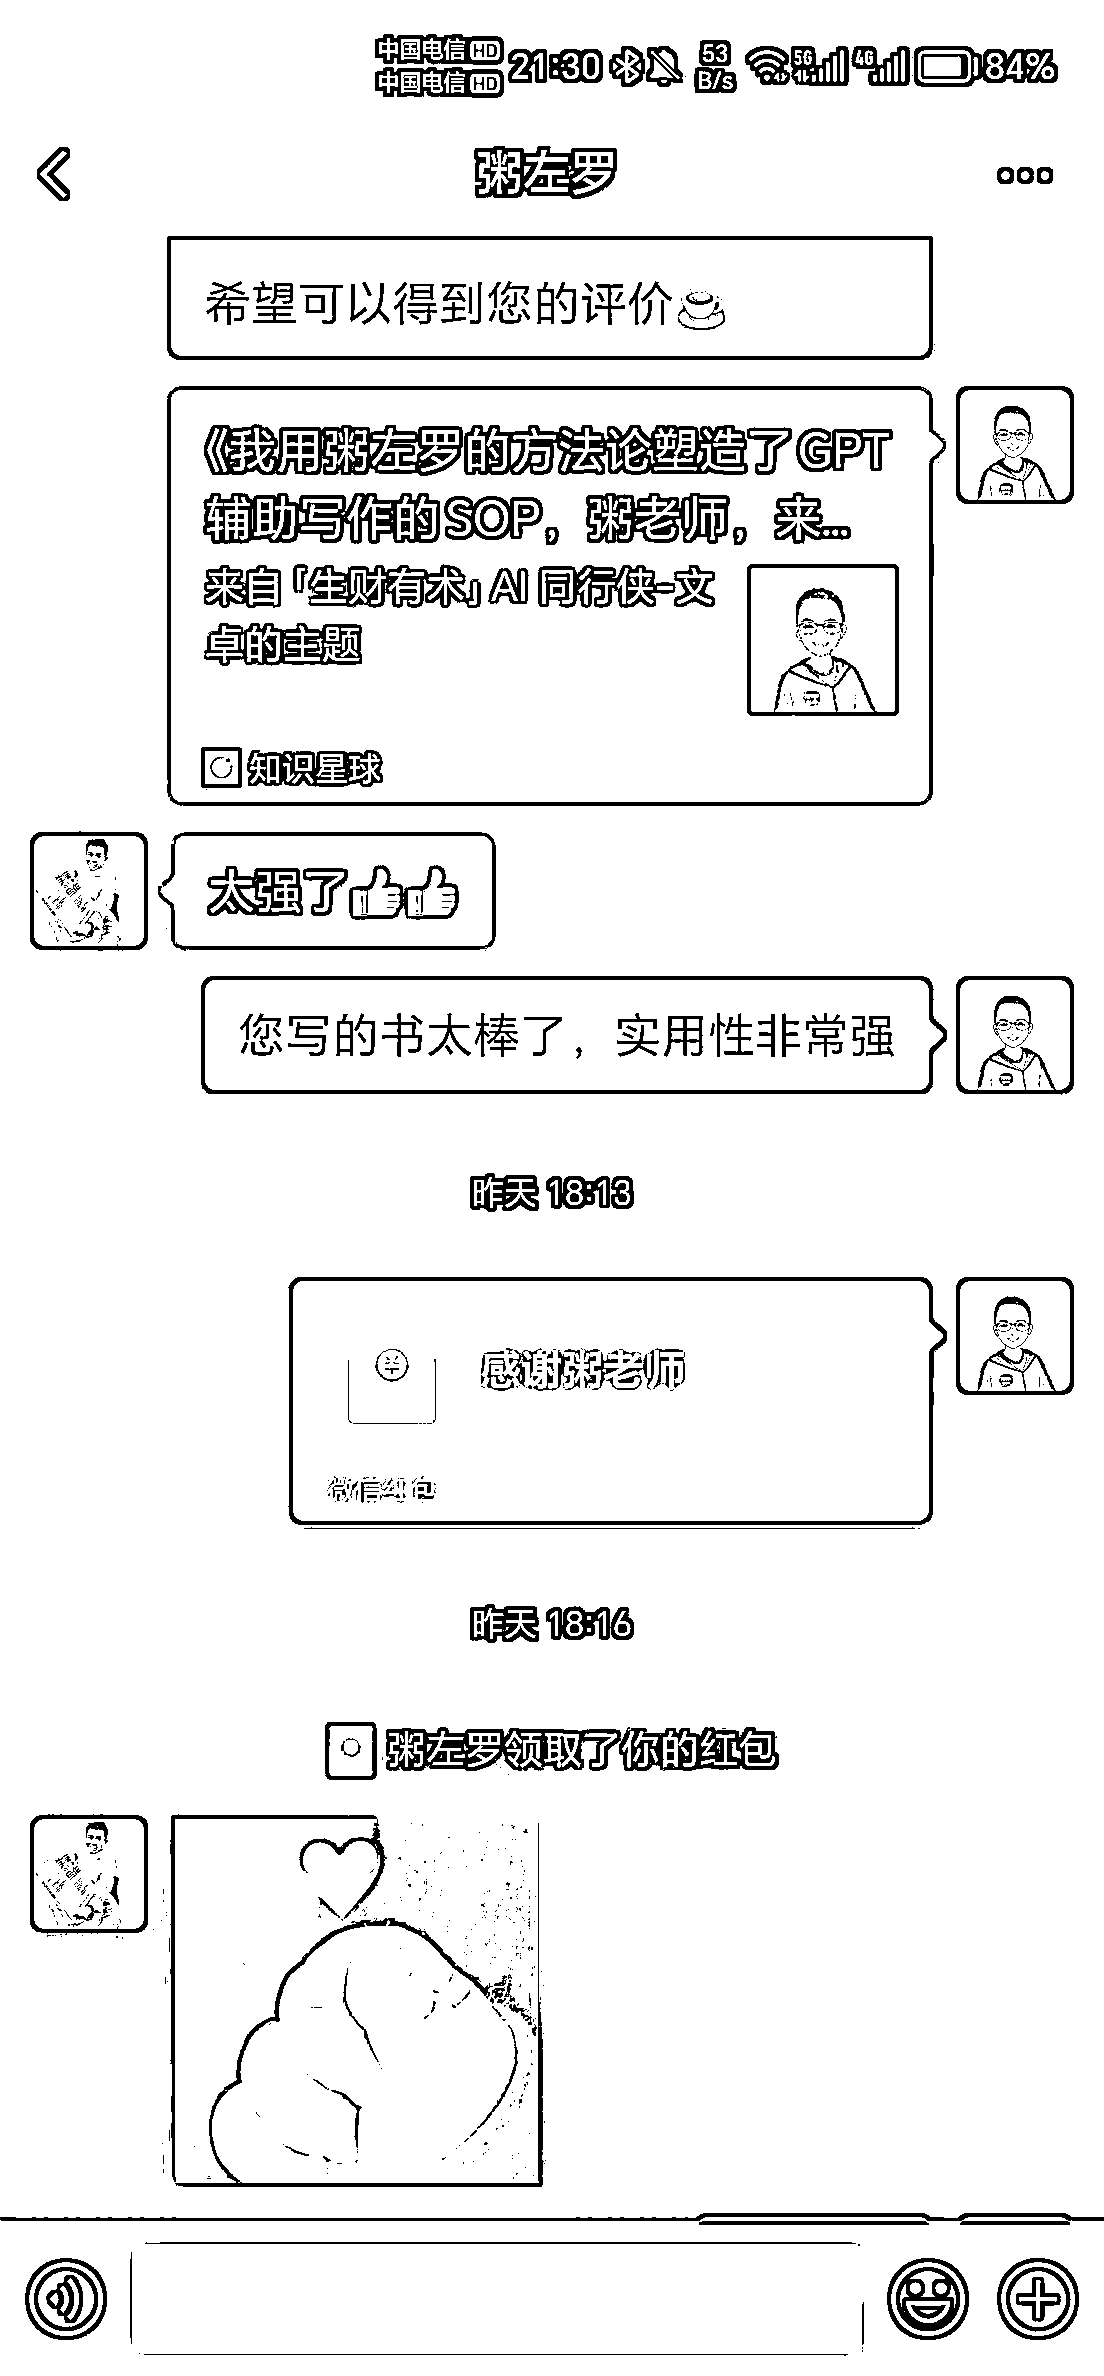 中国电信 HD
中国电信 HD
21:30
53
B/s
5G
4G
84%
粥左罗
希望可以得到您的评价
《我用粥左罗的方法论塑造了GPT
辅助写作的SOP，粥老师，来...
来自「生财有术」AI 同行侠-文
卓的主题
知识星球
太强了
您写的书太棒了，实用性非常强
昨天 18:13
感谢粥老师
微信红包
昨天 18:16
粥左罗领取了你的红包